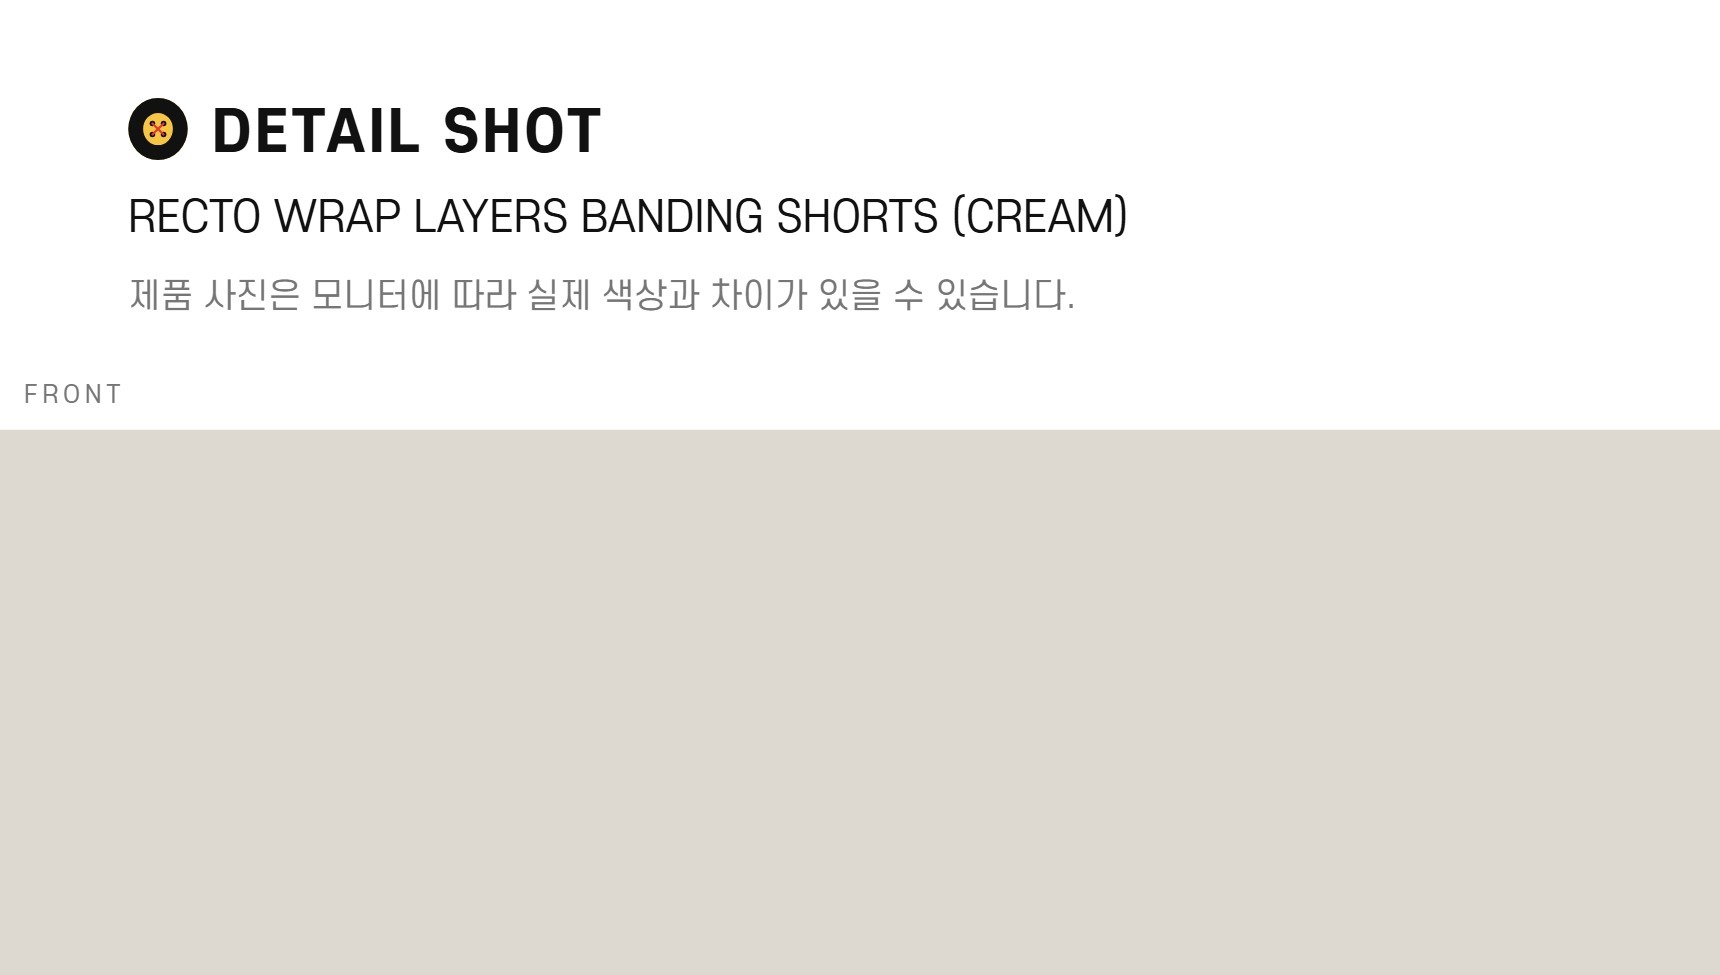 DETAIL SHOT
RECTO WRAP LAYERS BANDING SHORTS (CREAM)
제품 사진은 모니터에 따라 실제 색상과 차이가 있을 수 있습니다.
FRONT